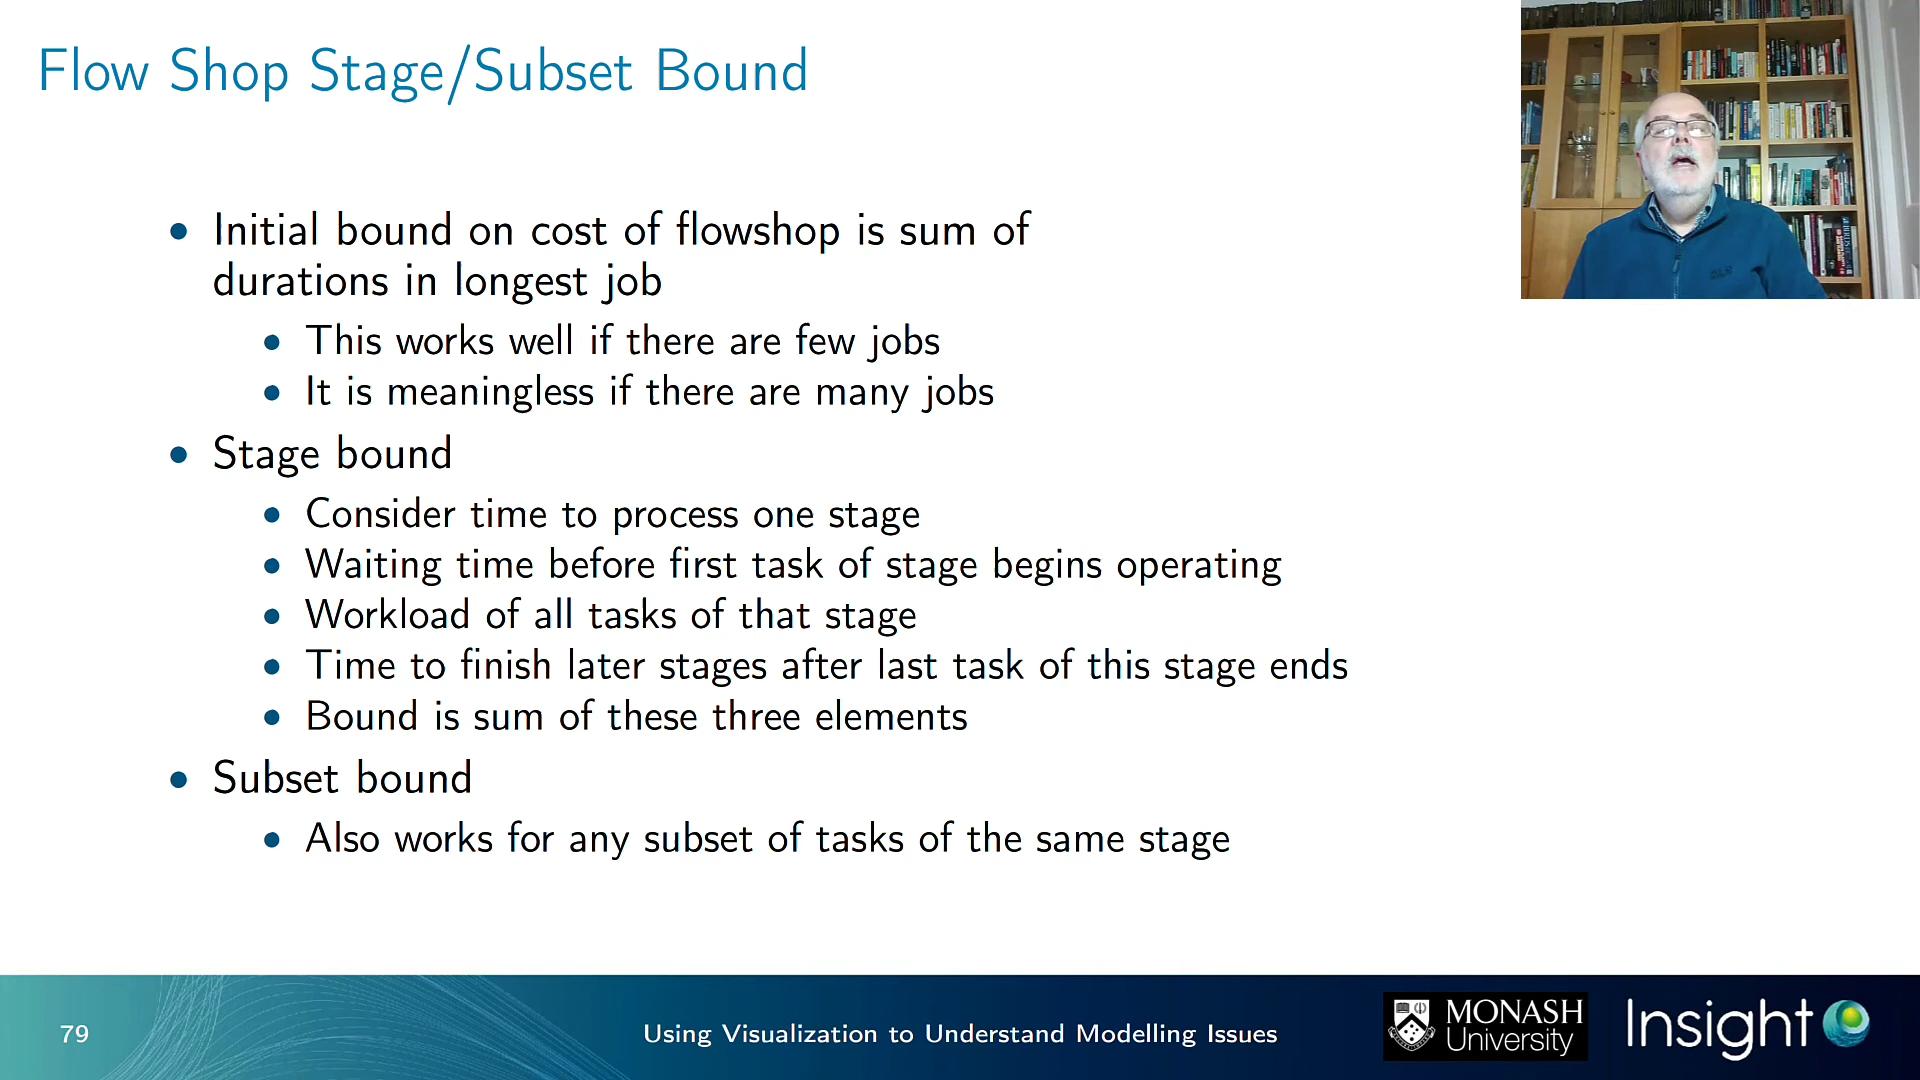 Flow Shop Stage/Subset Bound
• Initial bound on cost of flowshop is sum of
durations in longest job
• This works well if there are few jobs
• It is meaningless if there are many jobs
• Stage bound
• Consider time to process one stage
• Waiting time before first task of stage begins operating
• Workload of all tasks of that stage
• Time to finish later stages after last task of this stage ends
• Bound is sum of these three elements
• Subset bound
• Also works for any subset of tasks of the same stage
79
Using Visualization to Understand Modelling Issues
MONASH
University
Insight